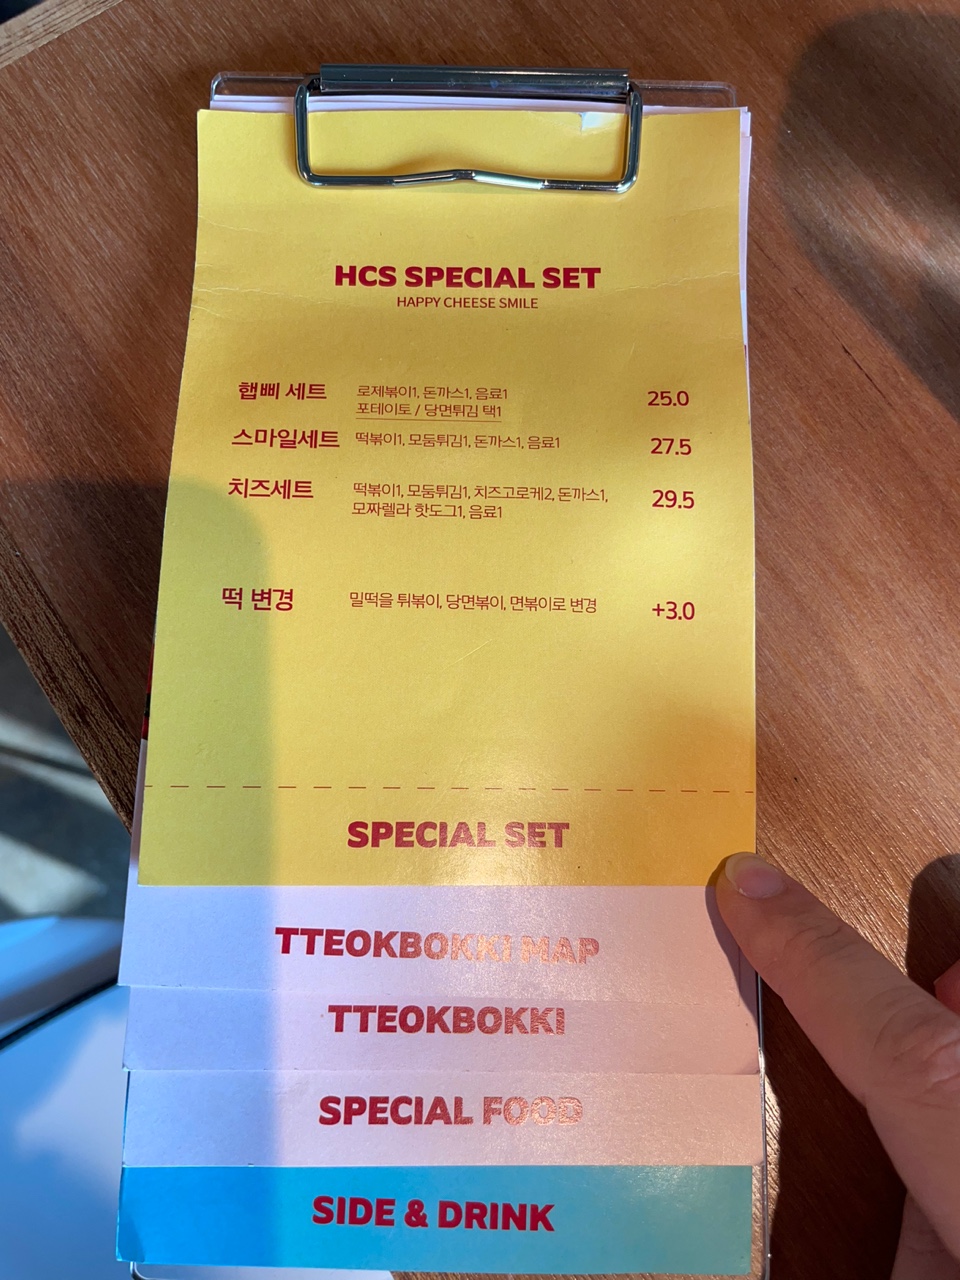 HCS SPECIAL SET
HAPPY CHEESE SMILE
햅삐 세트 로제볶이1, 돈까스1, 음료1 25.0
포테이토 / 당면튀김 택1
스마일세트 떡볶이1, 모둠튀김1, 돈까스1, 음료1 27.5
치즈세트 떡볶이1, 모둠튀김1, 치즈고로케2, 돈까스1, 29.5
모짜렐라 핫도그1, 음료1
떡 변경 밀떡을 튀볶이, 당면볶이, 면볶이로 변경 +3.0
SPECIAL SET
TTEOKBOKKI MAP
TTEOKBOKKI
SPECIAL FOOD
SIDE & DRINK